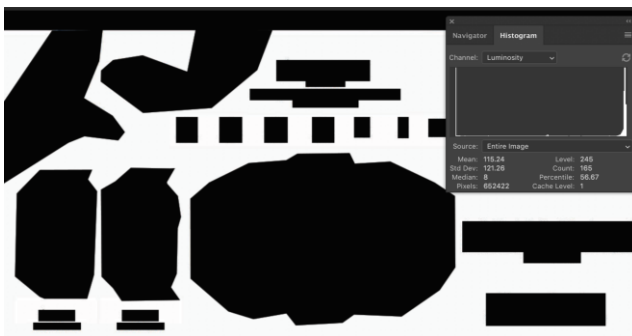 Navigator Histogram
Channel: Luminosity
Source: Entire Image
Mean: 115.24 Level: 245
Std Dev: 121.26 Count: 165
Median: 8 Percentile: 56.67
Pixels: 652422 Cache Level: 1